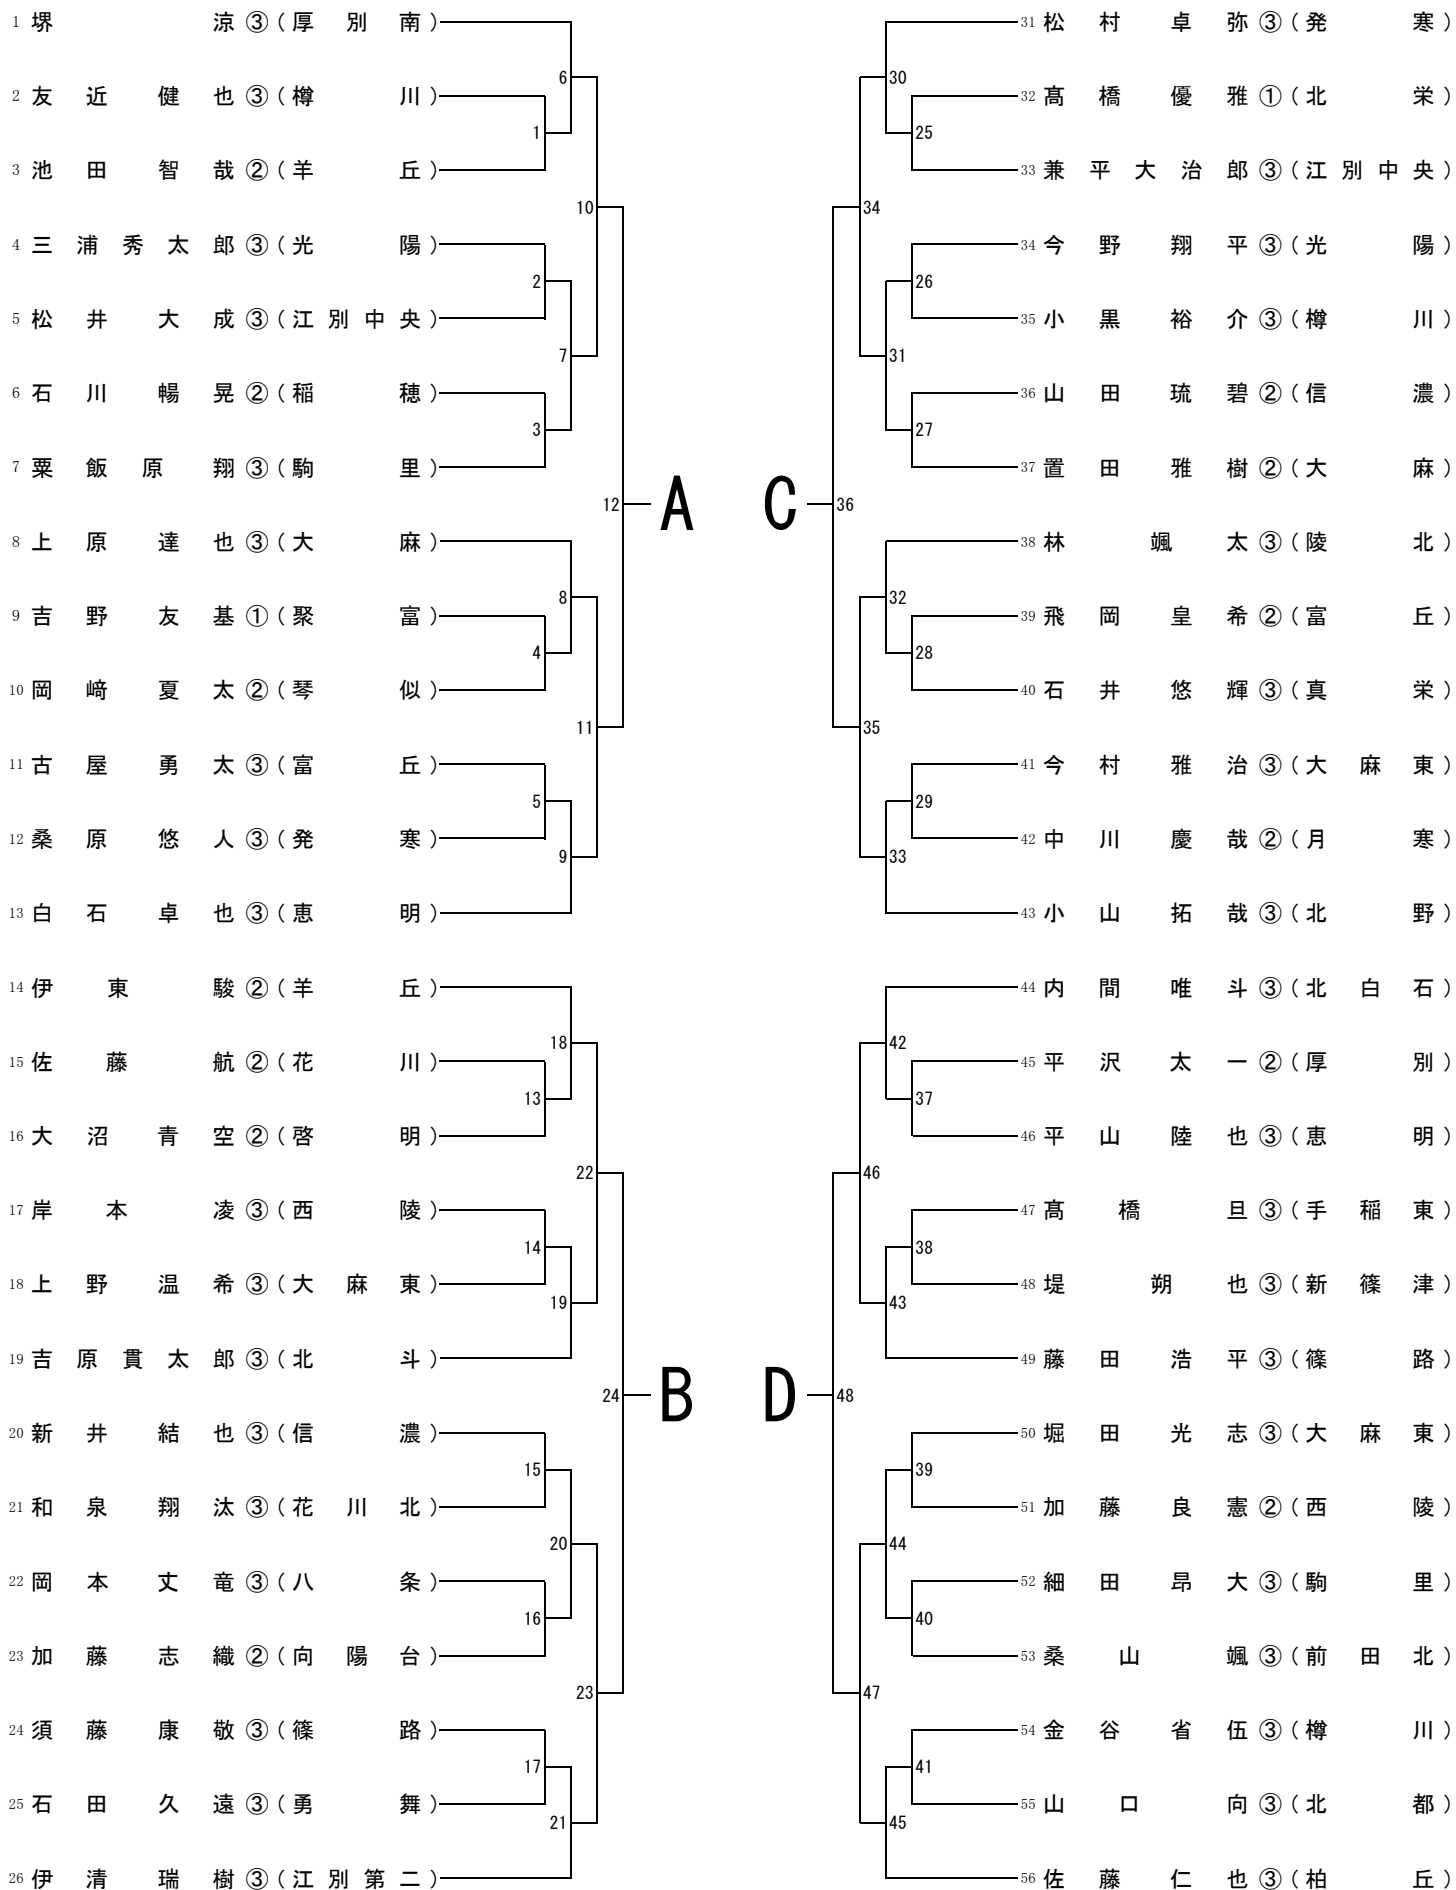 1 堺 涼 ③ ( 厚 別 南 )
2 友 近 健 也 ③ ( 樽 川 )
3 池 田 智 哉 ② ( 羊 丘 )
4 三 浦 秀 太 郎 ③ ( 光 陽 )
5 松 井 大 成 ③ ( 江 別 中 央 )
6 石 川 暢 晃 ② ( 稲 穂 )
7 粟 飯 原 翔 ③ ( 駒 里 )
8 上 原 達 也 ③ ( 大 麻 )
9 吉 野 友 基 ① ( 聚 富 )
10 岡 﨑 夏 太 ② ( 琴 似 )
11 古 屋 勇 太 ③ ( 富 丘 )
12 桑 原 悠 人 ③ ( 発 寒 )
13 白 石 卓 也 ③ ( 恵 明 )
6
1
10
2
7
3
12
8
4
11
5
9
A
14 伊 東 駿 ② ( 羊 丘 )
15 佐 藤 航 ② ( 花 川 )
16 大 沼 青 空 ② ( 啓 明 )
17 岸 本 凌 ③ ( 西 陵 )
18 上 野 温 希 ③ ( 大 麻 東 )
19 吉 原 貫 太 郎 ③ ( 北 斗 )
20 新 井 結 也 ③ ( 信 濃 )
21 和 泉 翔 汰 ③ ( 花 川 北 )
22 岡 本 丈 竜 ③ ( 八 条 )
23 加 藤 志 織 ② ( 向 陽 台 )
24 須 藤 康 敬 ③ ( 篠 路 )
25 石 田 久 遠 ③ ( 勇 舞 )
26 伊 清 瑞 樹 ③ ( 江 別 第 二 )
18
13
22
14
19
24
15
20
16
23
17
21
B
31 松 村 卓 弥 ③ ( 発 寒 )
32 髙 橋 優 雅 ① ( 北 栄 )
33 兼 平 大 治 郎 ③ ( 江 別 中 央 )
34 今 野 翔 平 ③ ( 光 陽 )
35 小 黒 裕 介 ③ ( 樽 川 )
36 山 田 琉 碧 ② ( 信 濃 )
37 置 田 雅 樹 ② ( 大 麻 )
38 林 颯 太 ③ ( 陵 北 )
39 飛 岡 皇 希 ② ( 富 丘 )
40 石 井 悠 輝 ③ ( 真 栄 )
41 今 村 雅 治 ③ ( 大 麻 東 )
42 中 川 慶 哉 ② ( 月 寒 )
43 小 山 拓 哉 ③ ( 北 野 )
30
25
34
26
31
27
C
36
32
28
35
29
33
44 内 間 唯 斗 ③ ( 北 白 石 )
45 平 沢 太 一 ② ( 厚 別 )
46 平 山 陸 也 ③ ( 恵 明 )
47 髙 橋 旦 ③ ( 手 稲 東 )
48 堤 朔 也 ③ ( 新 篠 津 )
49 藤 田 浩 平 ③ ( 篠 路 )
50 堀 田 光 志 ③ ( 大 麻 東 )
51 加 藤 良 憲 ② ( 西 陵 )
52 細 田 昂 大 ③ ( 駒 里 )
53 桑 山 颯 ③ ( 前 田 北 )
54 金 谷 省 伍 ③ ( 樽 川 )
55 山 口 向 ③ ( 北 都 )
56 佐 藤 仁 也 ③ ( 柏 丘 )
42
37
46
38
43
D
48
39
44
40
47
41
45